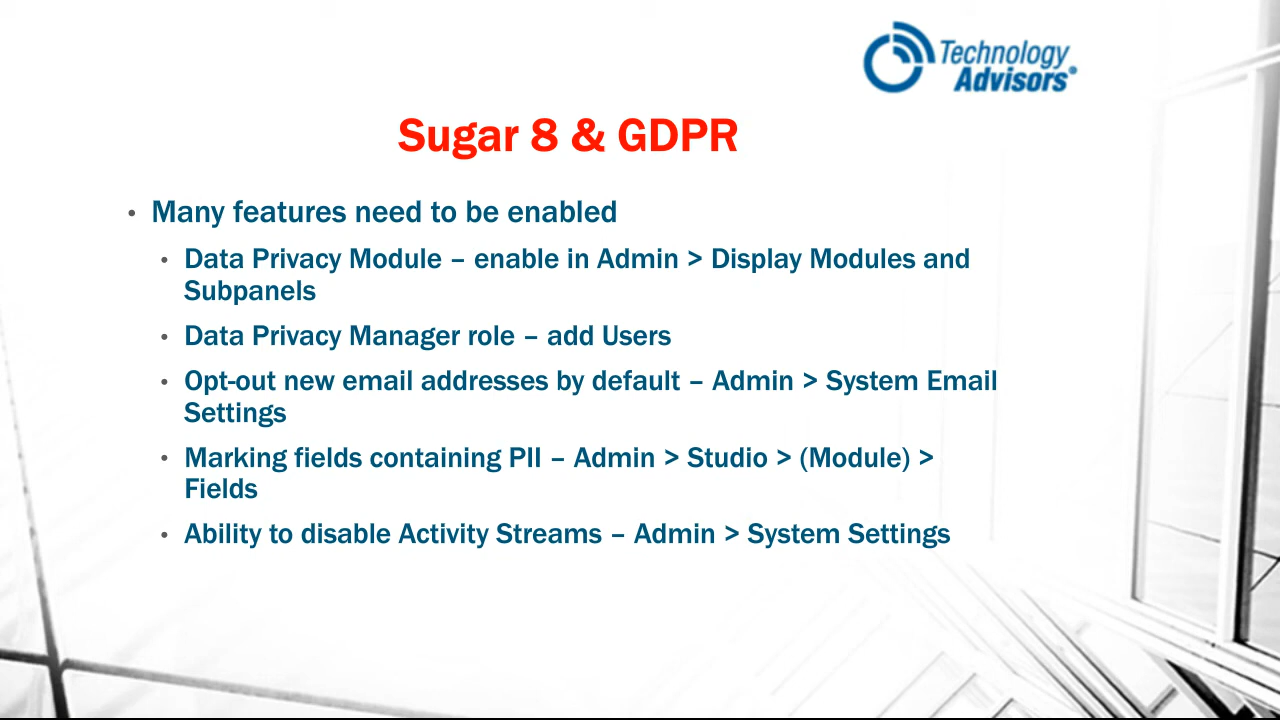 Technology
Advisors®
Sugar 8 & GDPR
• Many features need to be enabled
• Data Privacy Module – enable in Admin > Display Modules and
Subpanels
• Data Privacy Manager role – add Users
• Opt-out new email addresses by default – Admin > System Email
Settings
• Marking fields containing PII – Admin > Studio > (Module) >
Fields
• Ability to disable Activity Streams – Admin > System Settings